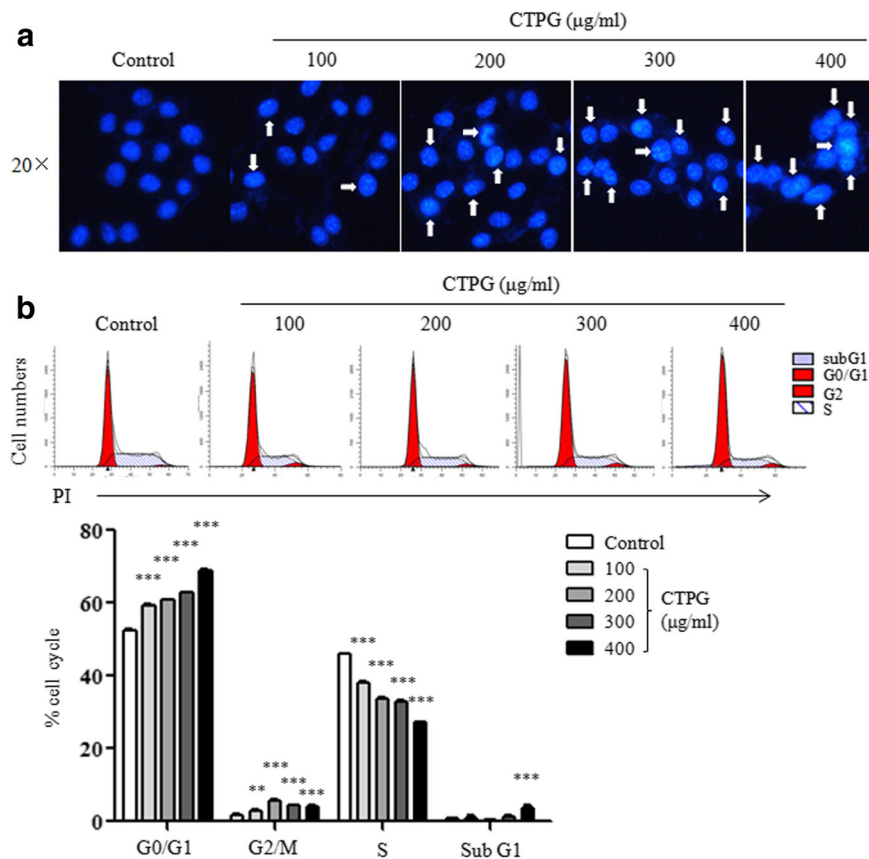 a
CTPG (μg/ml)
Control 100 200 300 400
20×
b
CTPG (μg/ml)
Control 100 200 300 400
Cell numbers
subG1
G0/G1
G2
S
PI
% cell cycle
80
60
40
20
0
*** *** *** ***
** *** *** ***
*** *** *** ***
***
G0/G1 G2/M S Sub G1
Control
100
200
300
400
CTPG
(μg/ml)